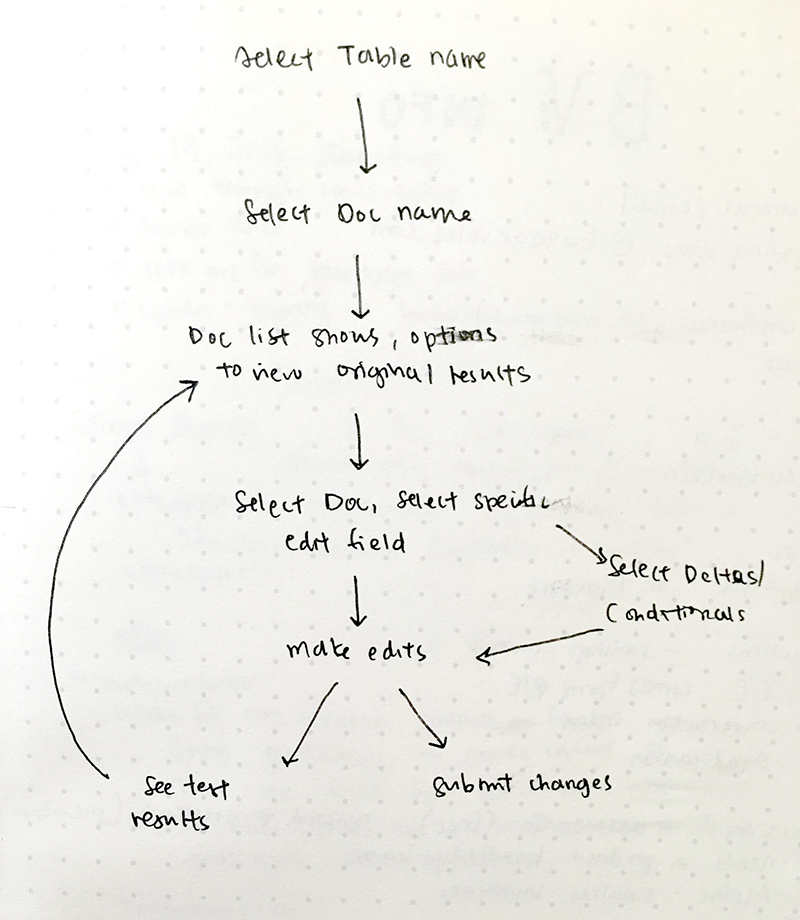 Select Table name
Select Doc name
Doc list shows, options
to view original results
Select Doc, select specific
edit field
Select Deltas/
Conditionals
make edits
See test
results
submit changes